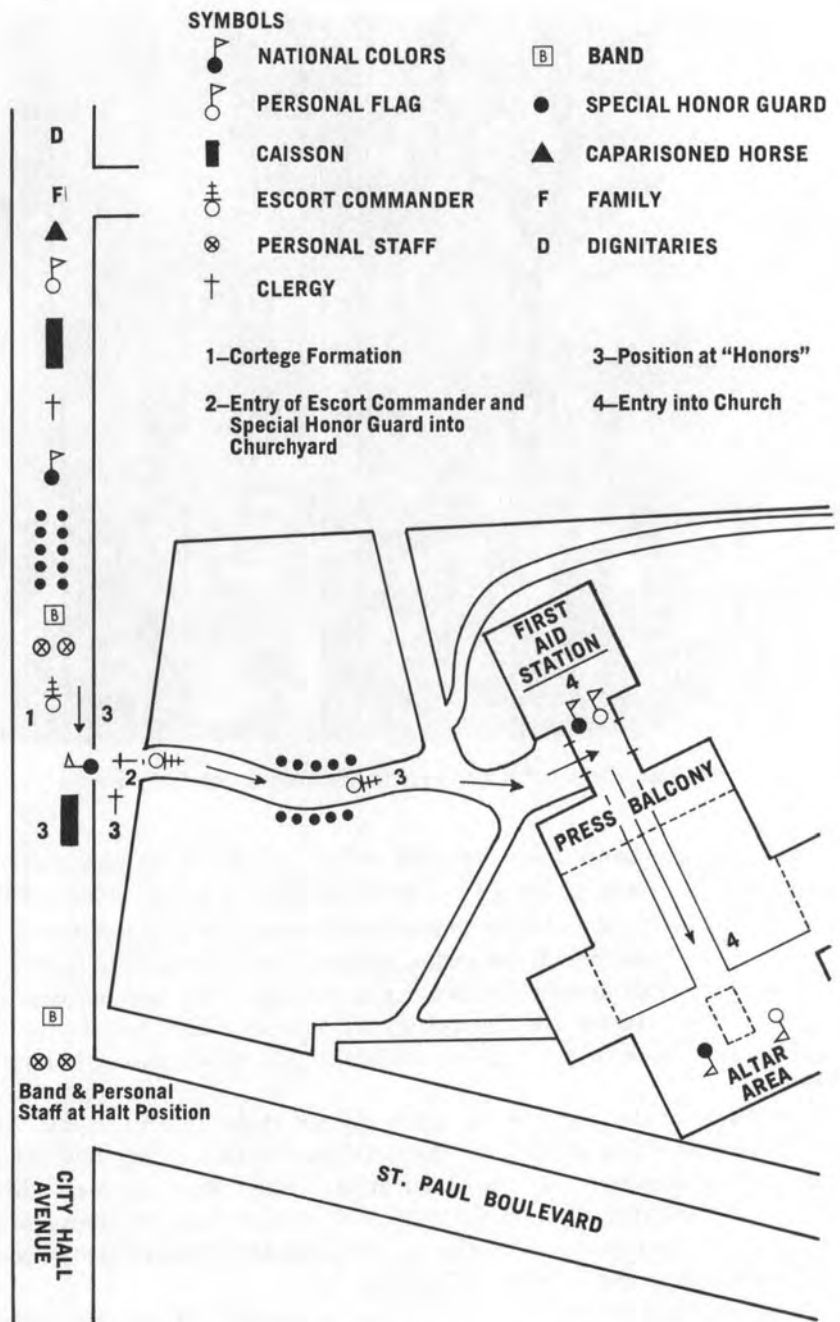 SYMBOLS
NATIONAL COLORS
B BAND
PERSONAL FLAG
SPECIAL HONOR GUARD
CAISSON
CAPARISONED HORSE
ESCORT COMMANDER
F FAMILY
PERSONAL STAFF
D DIGNITARIES
CLERGY
1–Cortege Formation
3–Position at “Honors”
2–Entry of Escort Commander and
Special Honor Guard into
Churchyard
4–Entry into Church
D
F
B
1
3
2
3
3
3
FIRST
AID
STATION
4
PRESS BALCONY
4
ALTAR
AREA
B
Band & Personal
Staff at Halt Position
CITY HALL
AVENUE
ST. PAUL BOULEVARD